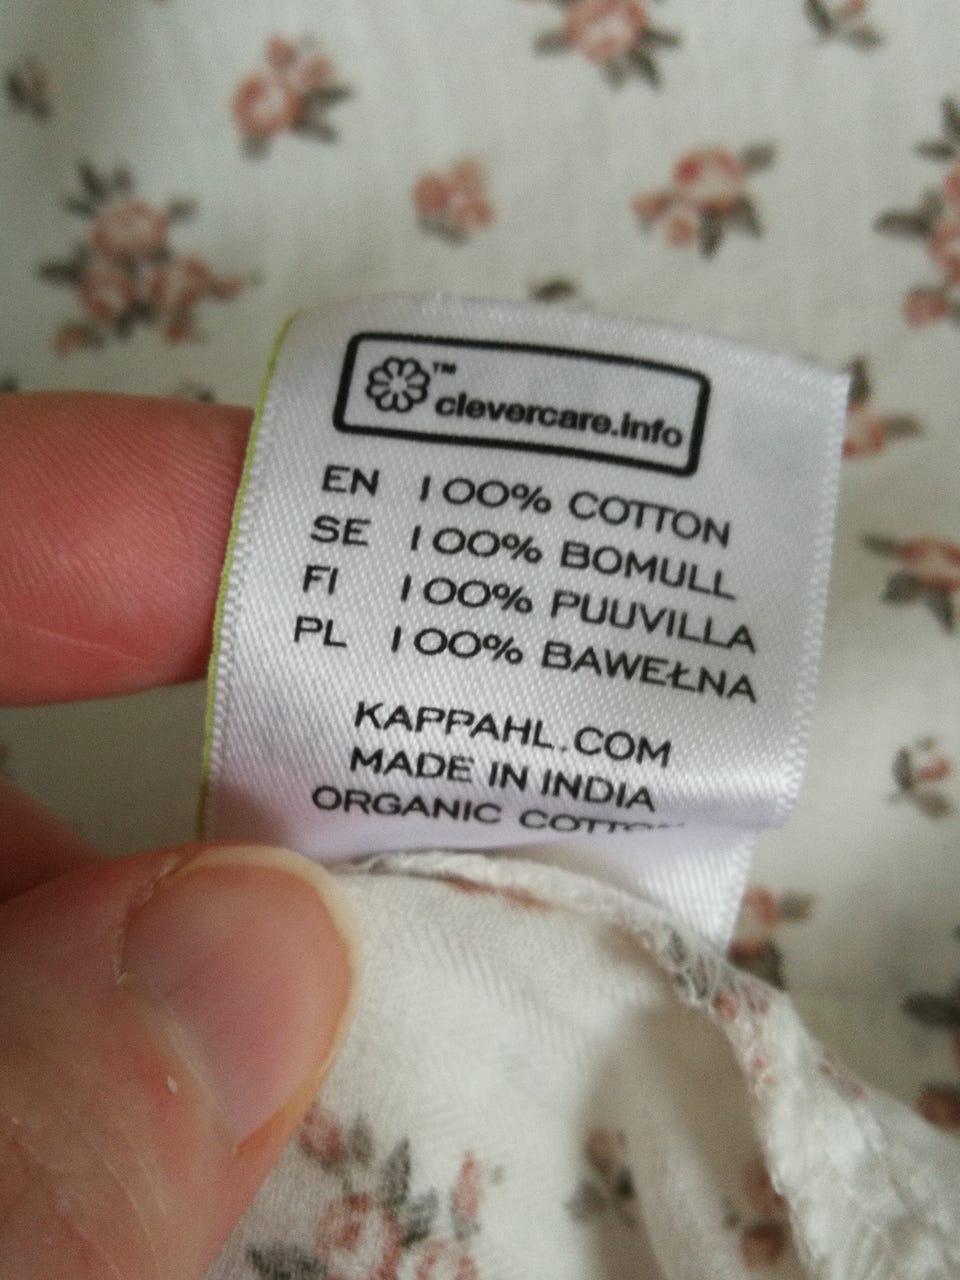 ™
clevercare.info
EN 100% COTTON
SE 100% BOMULL
FI 100% PUUVILLA
PL 100% BAWEŁNA
KAPPAHL.COM
MADE IN INDIA
ORGANIC COTTON